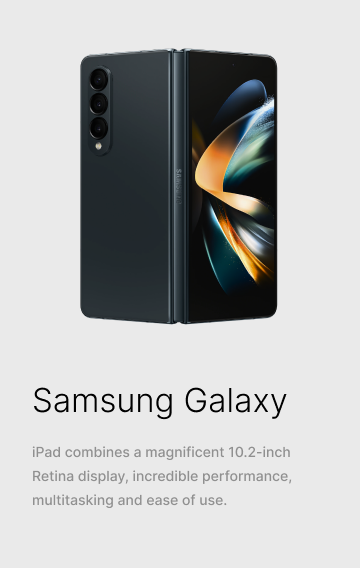 SAMSUNG
Samsung Galaxy
iPad combines a magnificent 10.2-inch
Retina display, incredible performance,
multitasking and ease of use.